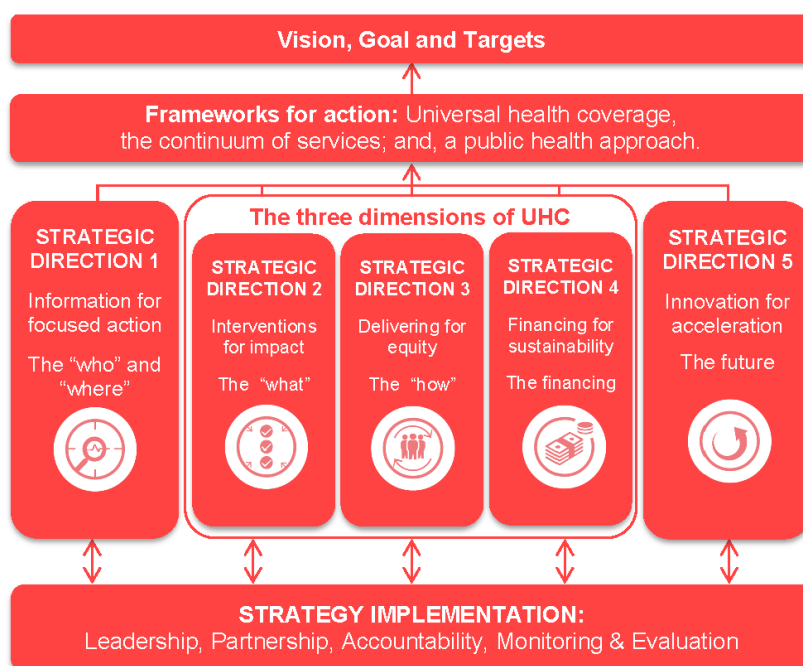 Vision, Goal and Targets
Frameworks for action: Universal health coverage,
the continuum of services; and, a public health approach.
The three dimensions of UHC
STRATEGIC
DIRECTION 1
Information for
focused action
The “who” and
“where”
STRATEGIC
DIRECTION 2
Interventions
for impact
The “what”
STRATEGIC
DIRECTION 3
Delivering for
equity
The “how”
STRATEGIC
DIRECTION 4
Financing for
sustainability
The financing
STRATEGIC
DIRECTION 5
Innovation for
acceleration
The future
STRATEGY IMPLEMENTATION:
Leadership, Partnership, Accountability, Monitoring & Evaluation